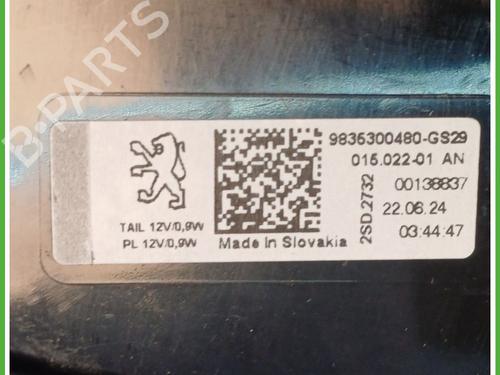 B-PARTS
9835300480-GS29
015.022-01 AN
2SD.2732
00138837
22.06.24
03:44:47
TAIL 12V/0,9W
PL 12V/0,9W
Made In Slovakia